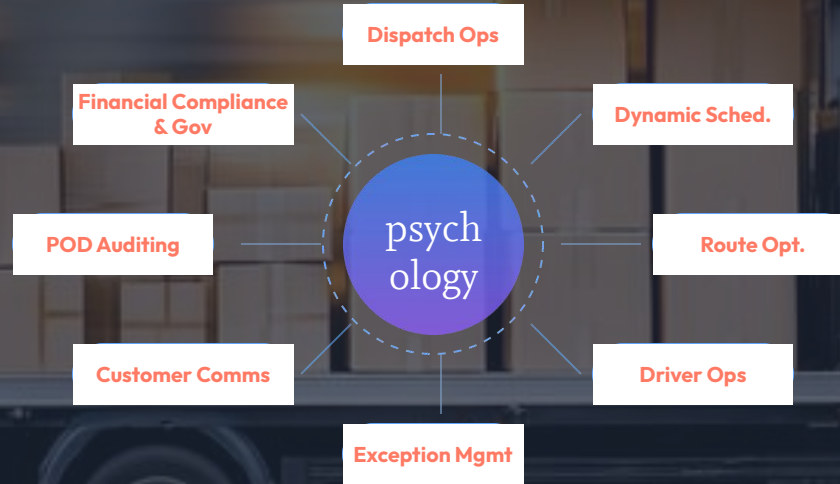 Dispatch Ops
Financial Compliance
& Gov
Dynamic Sched.
POD Auditing
psych
ology
Route Opt.
Customer Comms
Driver Ops
Exception Mgmt